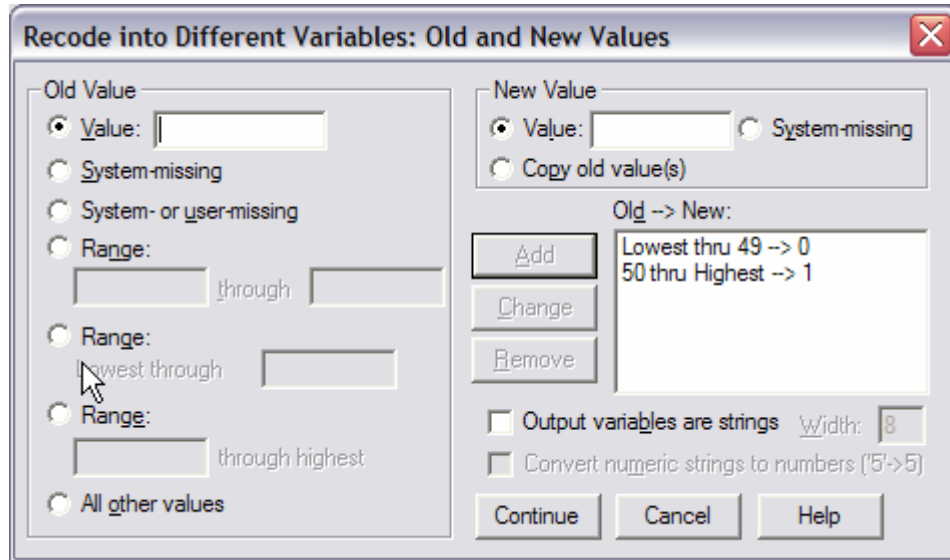 Recode into Different Variables: Old and New Values
Old Value
Value:
System-missing
System- or user-missing
Range:
through
Range:
Lowest through
Range:
through highest
All other values
New Value
Value:
System-missing
Copy old value(s)
Old --> New:
Add
Change
Remove
Lowest thru 49 --> 0
50 thru Highest --> 1
Output variables are strings
Width: 8
Convert numeric strings to numbers ('5'->5)
Continue
Cancel
Help